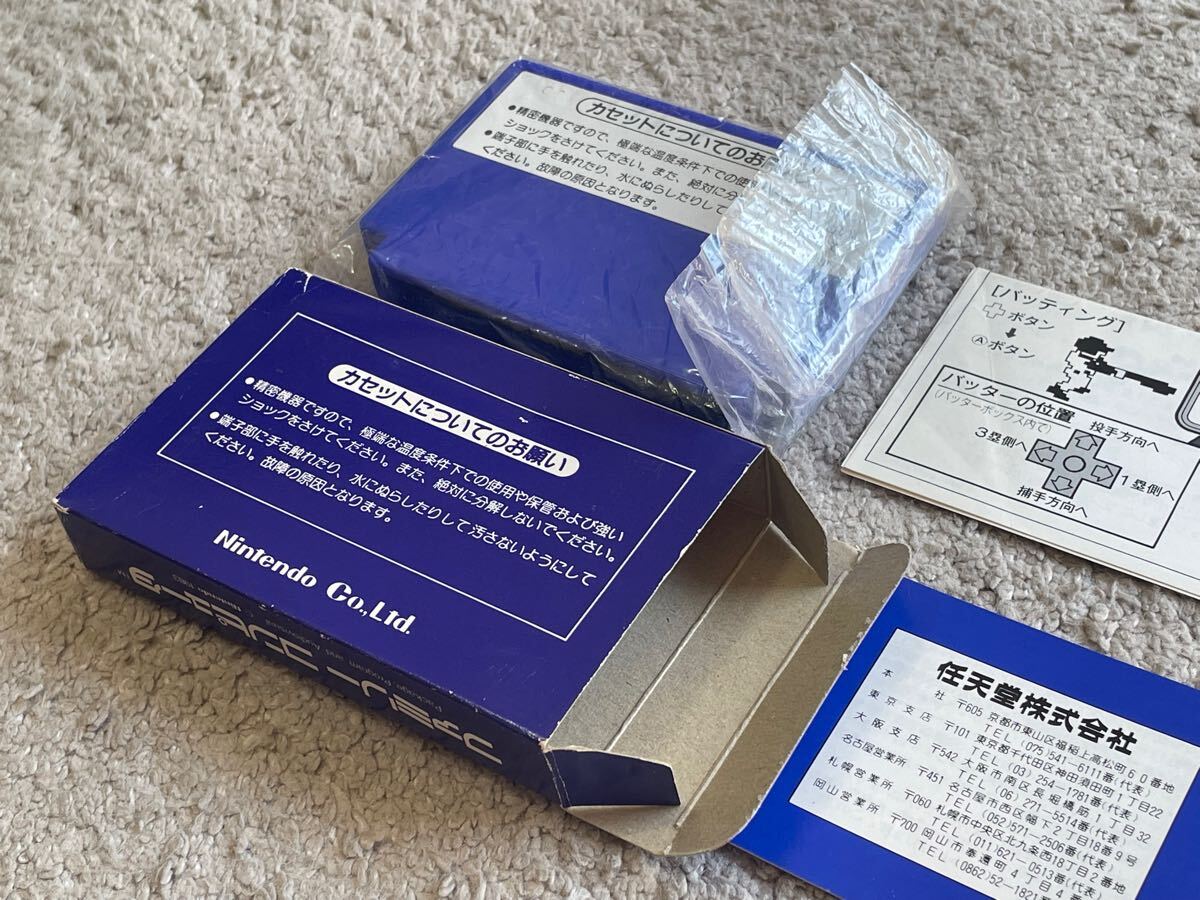 カセットについてのお
●精密機器ですので、極端な温度条件下での使
ショックをさけてください。また、絶対に分
●端子部に手を触れたり、水にぬらしたりして
ください。故障の原因となります。
カセットについてのお願い
●精密機器ですので、極端な温度条件下での使用や保管および強い
ショックをさけてください。また、絶対に分解しないでください。
●端子部に手を触れたり、水にぬらしたりして汚さないようにして
ください。故障の原因となります。
Nintendo Co.,Ltd.
Package, Program and Audiovisual
Nintendo 1983
ファミリーコンピュータ
[バッティング]
ボタン
Ⓐボタン
バッターの位置
(バッターボックス内で)
投手方向へ
3塁側へ
1塁側へ
捕手方向へ
任天堂株式会社
本 社 〒605 京都市東山区福稲上高松町60番地
TEL (075)541-6111番(代表)
東京支店 〒101 東京都千代田区神田須田町1丁目22
TEL (03) 254-1781番(代表)
大阪支店 〒542 大阪市南区長堀橋筋1丁目32
TEL (06) 271-5514番(代表)
名古屋営業所 〒451 名古屋市西区幅下2丁目18番9号
TEL (052)571-2506番(代表)
札幌営業所 〒060 札幌市中央区北九条西18丁目2番地
TEL (011)621-0513番(代表)
岡山営業所 〒700 岡山市奉還町4丁目4番
TEL (0862)52-1821